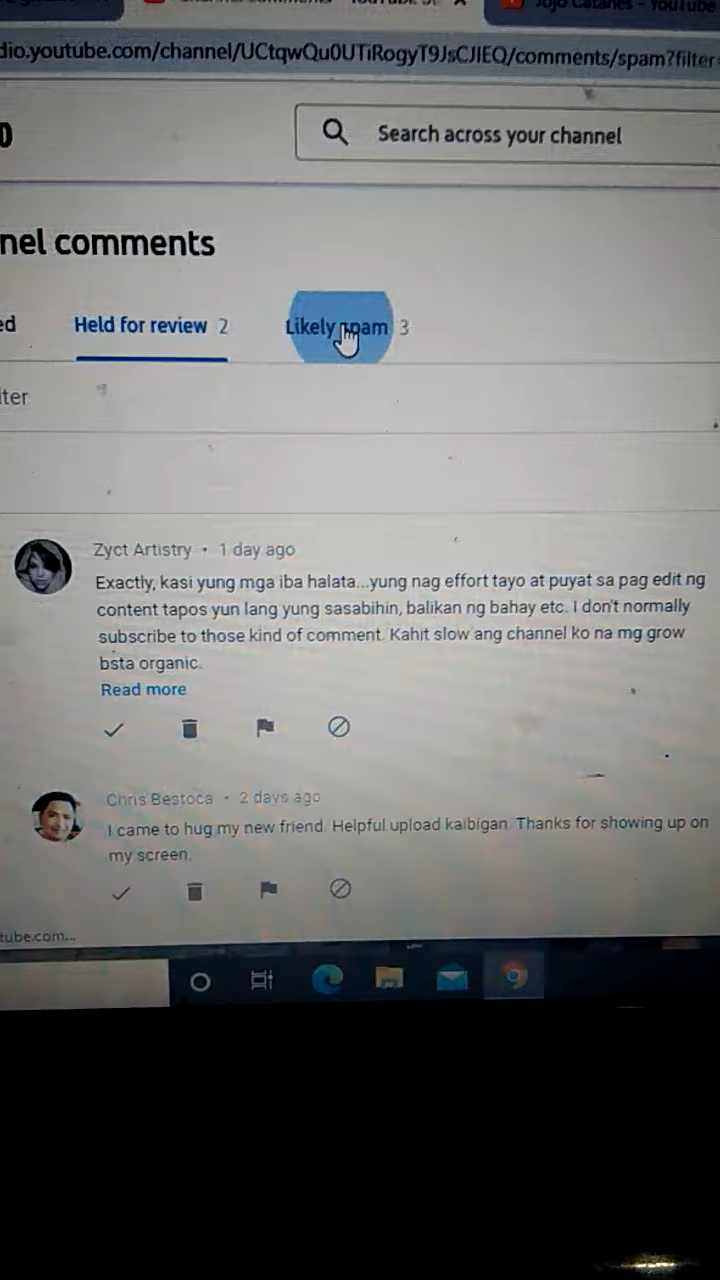 Jojo Catanes - YouTube
dio.youtube.com/channel/UCtqwQu0UTiRogyT9JsCJIEQ/comments/spam?filter
Search across your channel
nel comments
ed Held for review 2 Likely spam 3
lter
Zyct Artistry • 1 day ago
Exactly, kasi yung mga iba halata...yung nag effort tayo at puyat sa pag edit ng
content tapos yun lang yung sasabihin, balikan ng bahay etc. I don't normally
subscribe to those kind of comment. Kahit slow ang channel ko na mg grow
bsta organic.
Read more
Chris Bestoca • 2 days ago
I came to hug my new friend. Helpful upload kaibigan. Thanks for showing up on
my screen.
tube.com...